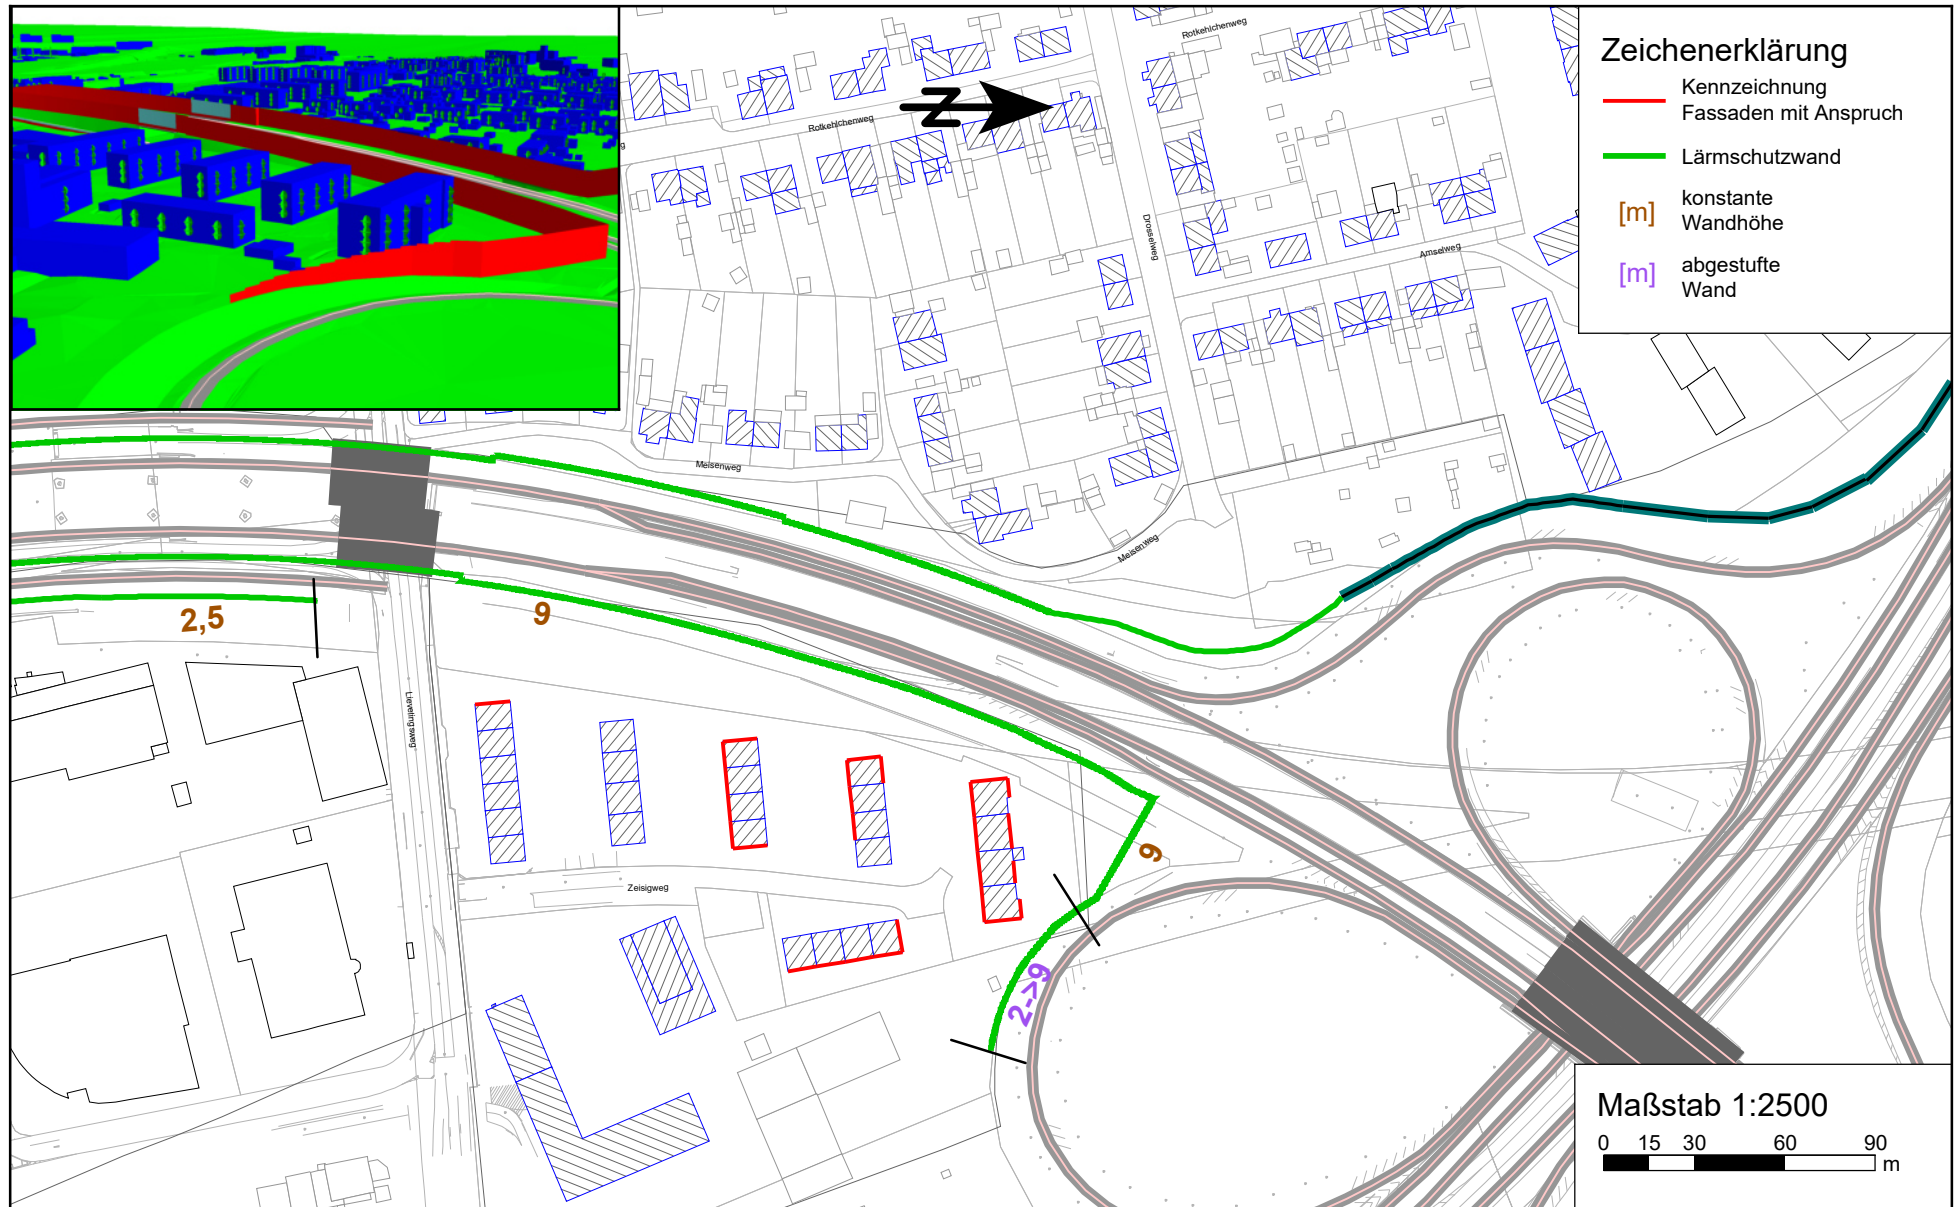 Zeichenerklärung
Kennzeichnung
Fassaden mit Anspruch
Lärmschutzwand
[m]
konstante
Wandhöhe
[m]
abgestufte
Wand
Rotkehlchenweg
Rotkehlchenweg
g
N
Drosselweg
Amselweg
Meisenweg
Meisenweg
2,5
9
Lievelingsweg
9
Zeisigweg
2->9
Maßstab 1:2500
0 15 30 60 90
m